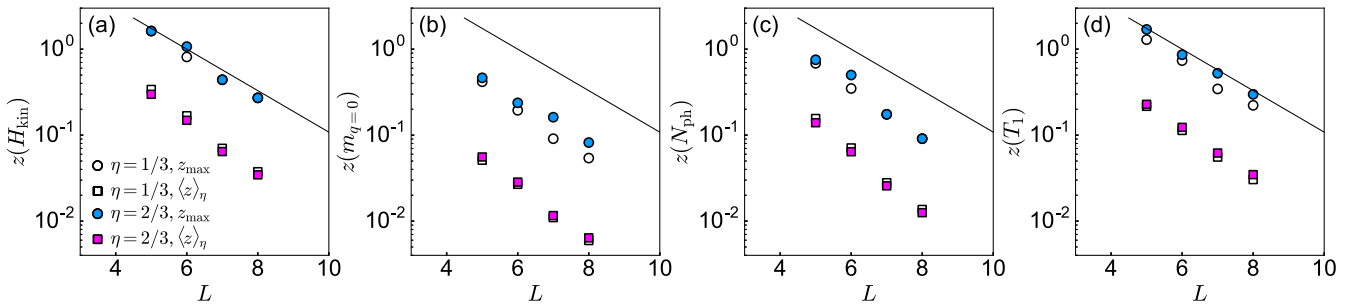 (a)
z(H_kin)
10^0
10^-1
10^-2
η = 1/3, z_max
η = 1/3, ⟨z⟩_η
η = 2/3, z_max
η = 2/3, ⟨z⟩_η
4 6 8 10
L
(b)
z(m_{q=0})
10^0
10^-1
10^-2
4 6 8 10
L
(c)
z(N_ph)
10^0
10^-1
10^-2
4 6 8 10
L
(d)
z(T_1)
10^0
10^-1
10^-2
4 6 8 10
L